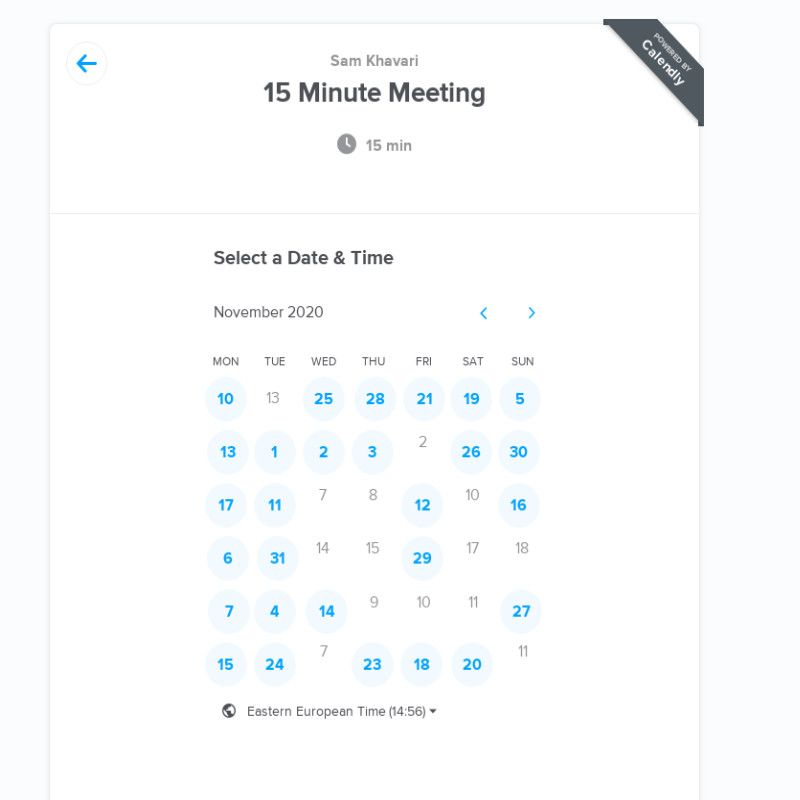 POWERED BY
Calendly
Sam Khavari
15 Minute Meeting
15 min
Select a Date & Time
November 2020
MON TUE WED THU FRI SAT SUN
10 13 25 28 21 19 5
13 1 2 3 2 26 30
17 11 7 8 12 10 16
6 31 14 15 29 17 18
7 4 14 9 10 11 27
15 24 7 23 18 20 11
Eastern European Time (14:56)